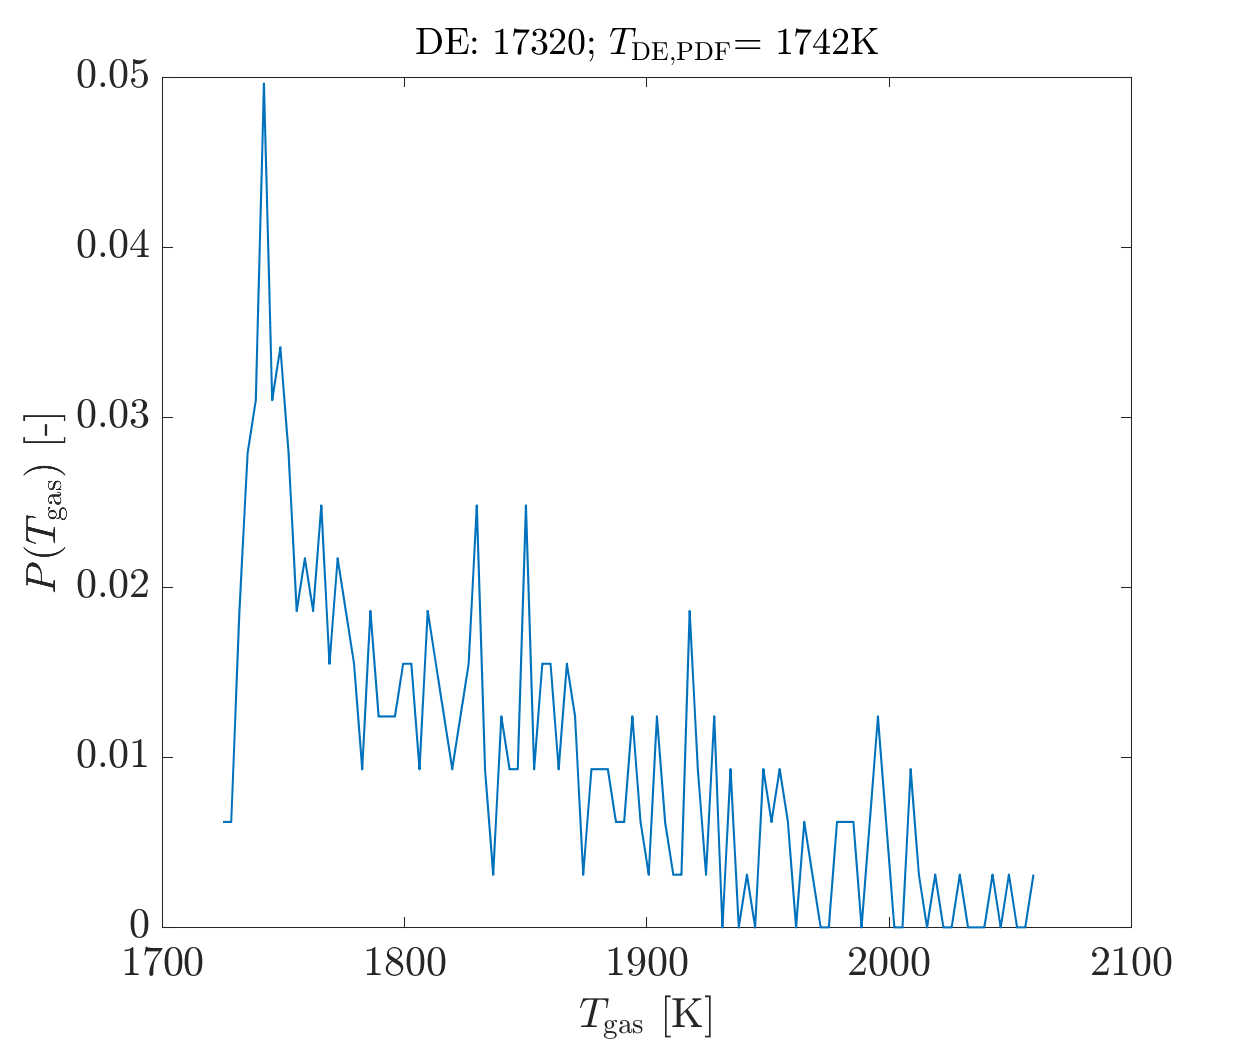 DE: 17320; T_DE,PDF= 1742K
0.05
0.04
0.03
0.02
0.01
0
P(T_gas) [-]
1700 1800 1900 2000 2100
T_gas [K]